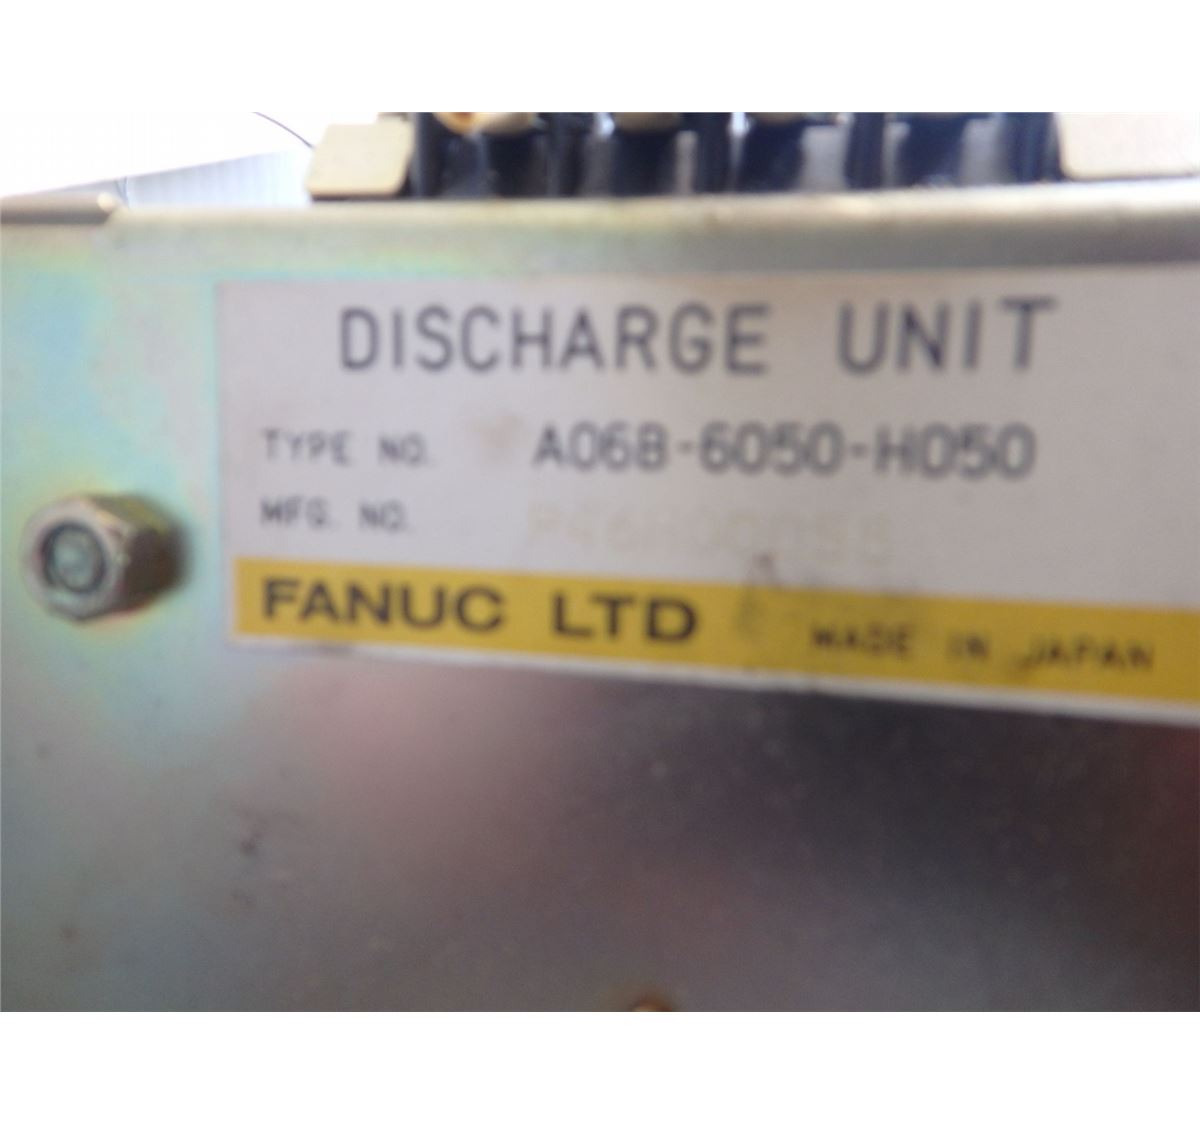 DISCHARGE UNIT
TYPE NO. A06B-6050-H050
MFG. NO.
FANUC LTD MADE IN JAPAN